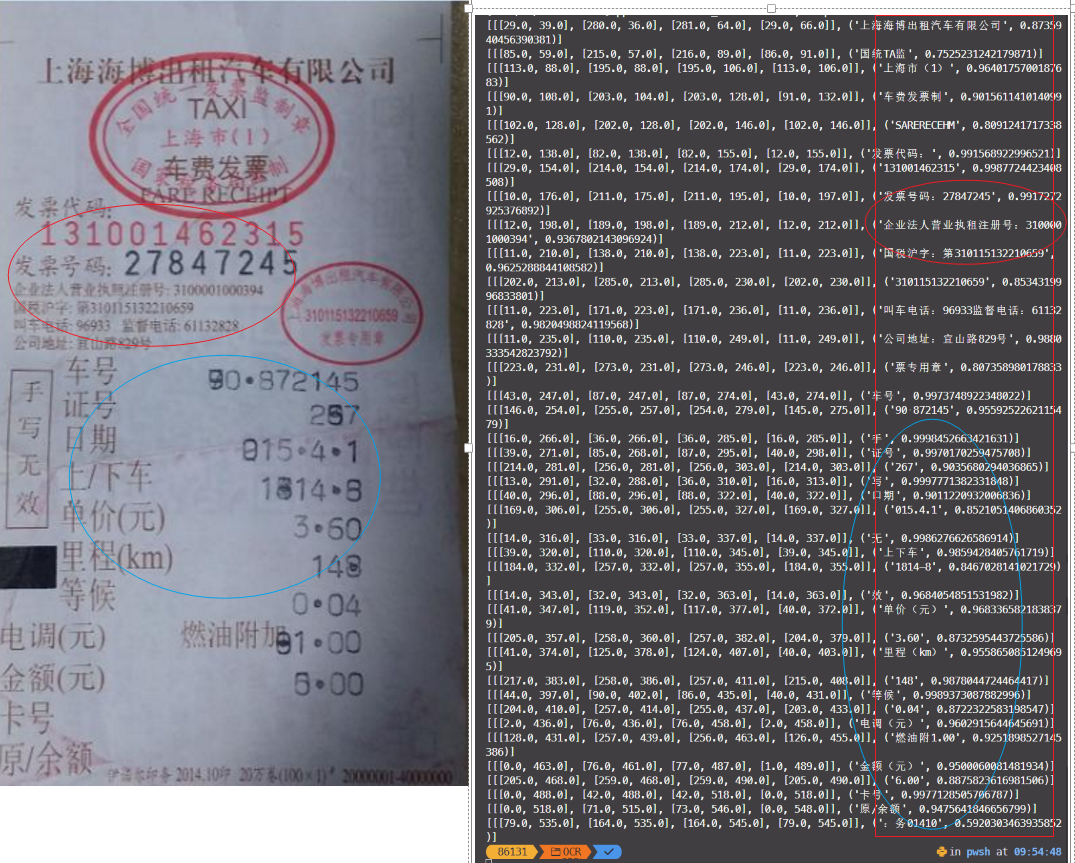 上海海博出租汽车有限公司
全国统一发票监制章
TAXI
上海市(1)
车费发票
FARE RECEIPT
发票代码:
131001462315
发票号码: 27847245
企业法人营业执照注册号: 3100001000394
国税沪字: 第310115132210659
310115132210659
发票专用章
叫车电话: 96933 监督电话: 61132828
公司地址: 宜山路829号
手写无效
车号
90·872145
证号
日期
015·4·1
上/下车
单价(元)
3·60
里程(km)
148
等候
0·04
电调(元)
燃油附加
1·00
金额(元)
·00
卡号
原/余额
2014.10印 20万卷(100×1)# 20000001-4000000
[[[29.0, 39.0], [280.0, 36.0], [281.0, 64.0], [29.0, 66.0]], ('上海海博出租汽车有限公司', 0.87359
40456390381)]
[[[85.0, 59.0], [215.0, 57.0], [216.0, 89.0], [86.0, 91.0]], ('国统TA监', 0.7525231242179871)]
[[[113.0, 88.0], [195.0, 88.0], [195.0, 106.0], [113.0, 106.0]], ('上海市（1）', 0.96401757001876
83)]
[[[90.0, 108.0], [203.0, 104.0], [203.0, 128.0], [91.0, 132.0]], ('车费发票制', 0.901561141014099
1)]
[[[102.0, 128.0], [202.0, 128.0], [202.0, 146.0], [102.0, 146.0]], ('SARERECEHM', 0.8091241717338
562)]
[[[12.0, 138.0], [82.0, 138.0], [82.0, 155.0], [12.0, 155.0]], ('发票代码：', 0.991568922996521)]
[[[29.0, 154.0], [214.0, 154.0], [214.0, 174.0], [29.0, 174.0]], ('131001462315', 0.9987724423408
508)]
[[[10.0, 176.0], [211.0, 175.0], [211.0, 195.0], [10.0, 197.0]], ('发票号码：27847245', 0.9917272
925376892)]
[[[12.0, 198.0], [189.0, 198.0], [189.0, 212.0], [12.0, 212.0]], ('企业法人营业执租注册号：310000
1000394', 0.9367802143096924)]
[[[11.0, 210.0], [138.0, 210.0], [138.0, 223.0], [11.0, 223.0]], ('国税沪字：第310115132210659',
0.9625288844108582)]
[[[202.0, 213.0], [285.0, 213.0], [285.0, 230.0], [202.0, 230.0]], ('310115132210659', 0.85343199
96833801)]
[[[11.0, 223.0], [171.0, 223.0], [171.0, 236.0], [11.0, 236.0]], ('叫车电话：96933监督电话：61132
828', 0.9820498824119568)]
[[[11.0, 235.0], [110.0, 235.0], [110.0, 249.0], [11.0, 249.0]], ('公司地址：宜山路829号', 0.9880
333542823792)]
[[[223.0, 231.0], [273.0, 231.0], [273.0, 246.0], [223.0, 246.0]], ('票专用章', 0.807358980178833
)]
[[[43.0, 247.0], [87.0, 247.0], [87.0, 274.0], [43.0, 274.0]], ('车号', 0.9973748922348022)]
[[[146.0, 254.0], [255.0, 257.0], [254.0, 279.0], [145.0, 275.0]], ('90·872145', 0.95592522621154
79)]
[[[16.0, 266.0], [36.0, 266.0], [36.0, 285.0], [16.0, 285.0]], ('手', 0.9998452663421631)]
[[[39.0, 271.0], [85.0, 268.0], [87.0, 295.0], [40.0, 298.0]], ('证号', 0.9970170259475708)]
[[[214.0, 281.0], [256.0, 281.0], [256.0, 303.0], [214.0, 303.0]], ('267', 0.9035680294036865)]
[[[13.0, 291.0], [32.0, 288.0], [36.0, 310.0], [16.0, 313.0]], ('写', 0.9997771382331848)]
[[[40.0, 296.0], [88.0, 296.0], [88.0, 322.0], [40.0, 322.0]], ('口期', 0.9011220932006836)]
[[[169.0, 306.0], [255.0, 306.0], [255.0, 327.0], [169.0, 327.0]], ('015.4.1', 0.8521051406860352
)]
[[[14.0, 316.0], [33.0, 316.0], [33.0, 337.0], [14.0, 337.0]], ('无', 0.9986276626586914)]
[[[39.0, 320.0], [110.0, 320.0], [110.0, 345.0], [39.0, 345.0]], ('上下车', 0.9859428405761719)]
[[[184.0, 332.0], [257.0, 332.0], [257.0, 355.0], [184.0, 355.0]], ('1814-8', 0.8467028141021729)
]
[[[14.0, 343.0], [32.0, 343.0], [32.0, 363.0], [14.0, 363.0]], ('效', 0.9684054851531982)]
[[[41.0, 347.0], [119.0, 352.0], [117.0, 377.0], [40.0, 372.0]], ('单价（元）', 0.968336582183837
9)]
[[[205.0, 357.0], [258.0, 360.0], [257.0, 382.0], [204.0, 379.0]], ('3.60', 0.8732595443725586)]
[[[41.0, 374.0], [125.0, 378.0], [124.0, 407.0], [40.0, 403.0]], ('里程（km）', 0.955865085124969
5)]
[[[217.0, 383.0], [258.0, 386.0], [257.0, 411.0], [215.0, 408.0]], ('148', 0.9878044724464417)]
[[[44.0, 397.0], [90.0, 402.0], [86.0, 435.0], [40.0, 431.0]], ('等候', 0.9989373087882996)]
[[[204.0, 410.0], [257.0, 414.0], [255.0, 437.0], [203.0, 433.0]], ('0.04', 0.8722322583198547)]
[[[2.0, 436.0], [76.0, 436.0], [76.0, 458.0], [2.0, 458.0]], ('电调（元）', 0.9602915644645691)]
[[[128.0, 431.0], [257.0, 439.0], [256.0, 463.0], [126.0, 455.0]], ('燃油附1.00', 0.9251898527145
386)]
[[[0.0, 463.0], [76.0, 461.0], [77.0, 487.0], [1.0, 489.0]], ('金额（元）', 0.9500060081481934)]
[[[205.0, 468.0], [259.0, 468.0], [259.0, 490.0], [205.0, 490.0]], ('6.00', 0.8875823616981506)]
[[[0.0, 488.0], [42.0, 488.0], [42.0, 518.0], [0.0, 518.0]], ('卡号', 0.9977128505706787)]
[[[0.0, 518.0], [71.0, 515.0], [73.0, 546.0], [0.0, 548.0]], ('原/余额', 0.9475641846656799)]
[[[79.0, 535.0], [164.0, 535.0], [164.0, 545.0], [79.0, 545.0]], ('：务01410', 0.5920303463935852
)]
86131 OCR in pwsh at 09:54:48